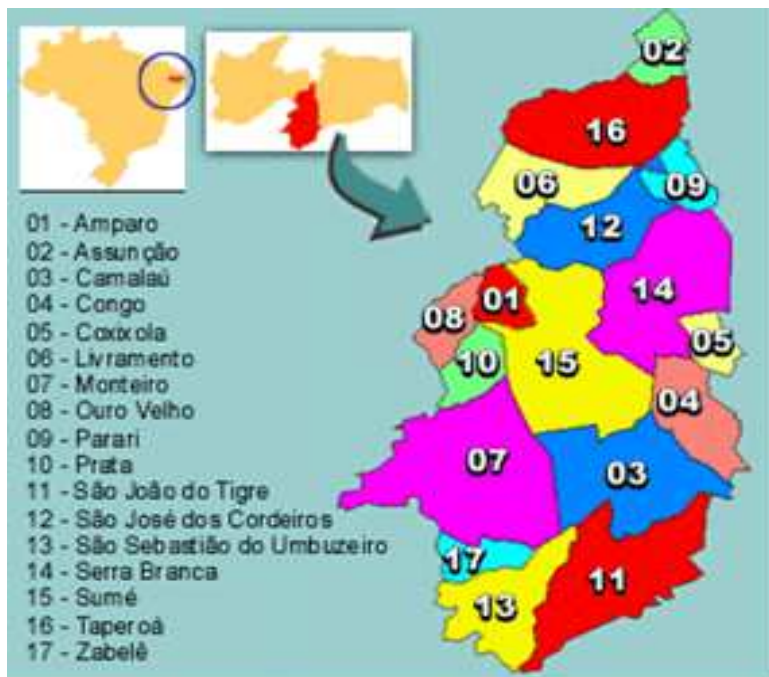 01 - Amparo
02 - Assunção
03 - Camalaú
04 - Congo
05 - Coxixola
06 - Livramento
07 - Monteiro
08 - Ouro Velho
09 - Parari
10 - Prata
11 - São João do Tigre
12 - São José dos Cordeiros
13 - São Sebastião do Umbuzeiro
14 - Serra Branca
15 - Sumé
16 - Taperoá
17 - Zabelê
02
16
06
09
12
14
01
08
05
10
15
04
07
03
17
11
13